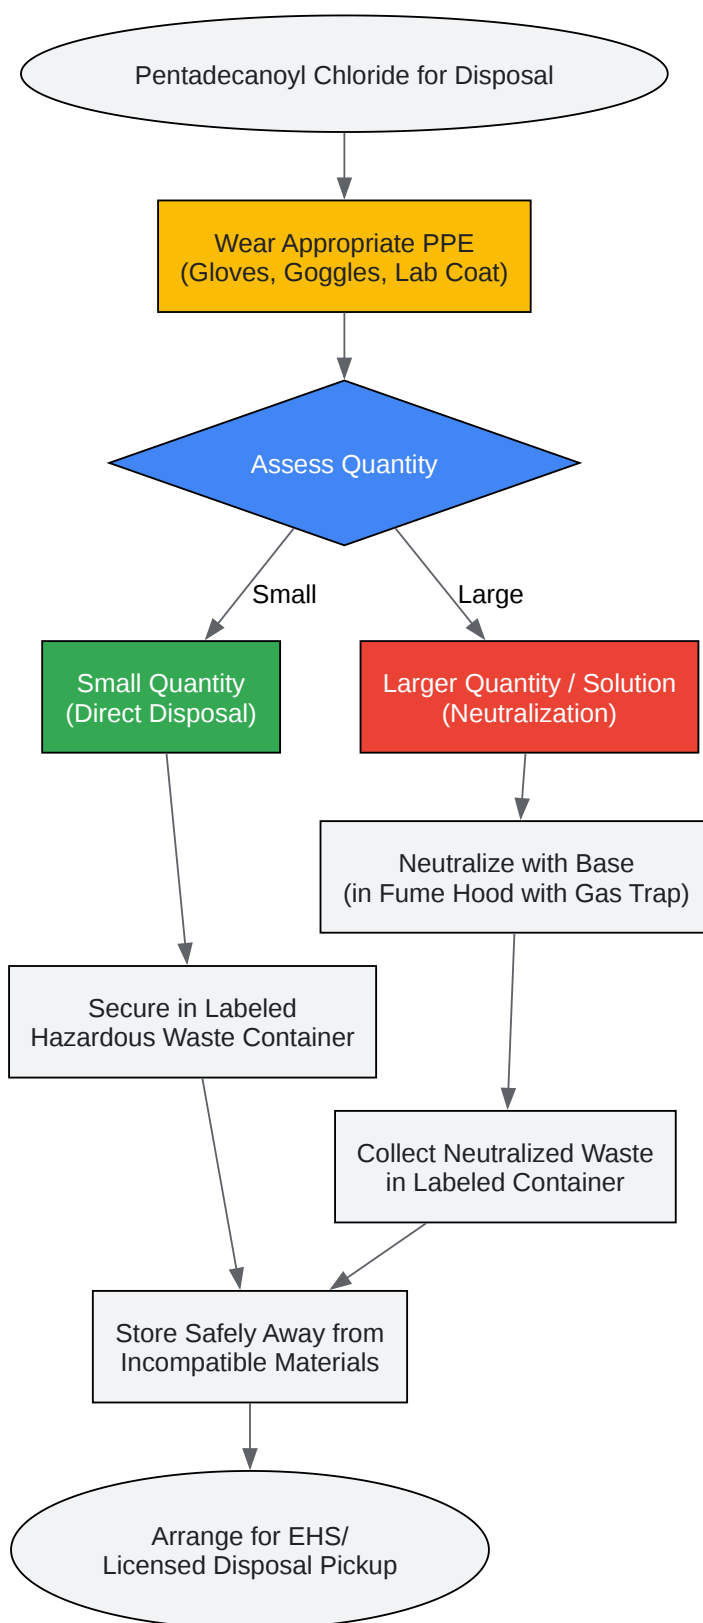 Pentadecanoyl Chloride for Disposal
Wear Appropriate PPE
(Gloves, Goggles, Lab Coat)
Assess Quantity
Small
Large
Small Quantity
(Direct Disposal)
Larger Quantity / Solution
(Neutralization)
Neutralize with Base
(in Fume Hood with Gas Trap)
Secure in Labeled
Hazardous Waste Container
Collect Neutralized Waste
in Labeled Container
Store Safely Away from
Incompatible Materials
Arrange for EHS/
Licensed Disposal Pickup